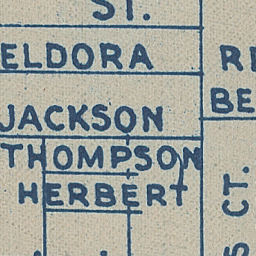 ST.
ELDORA
JACKSON
THOMPSON
HERBERT
BE
CT.